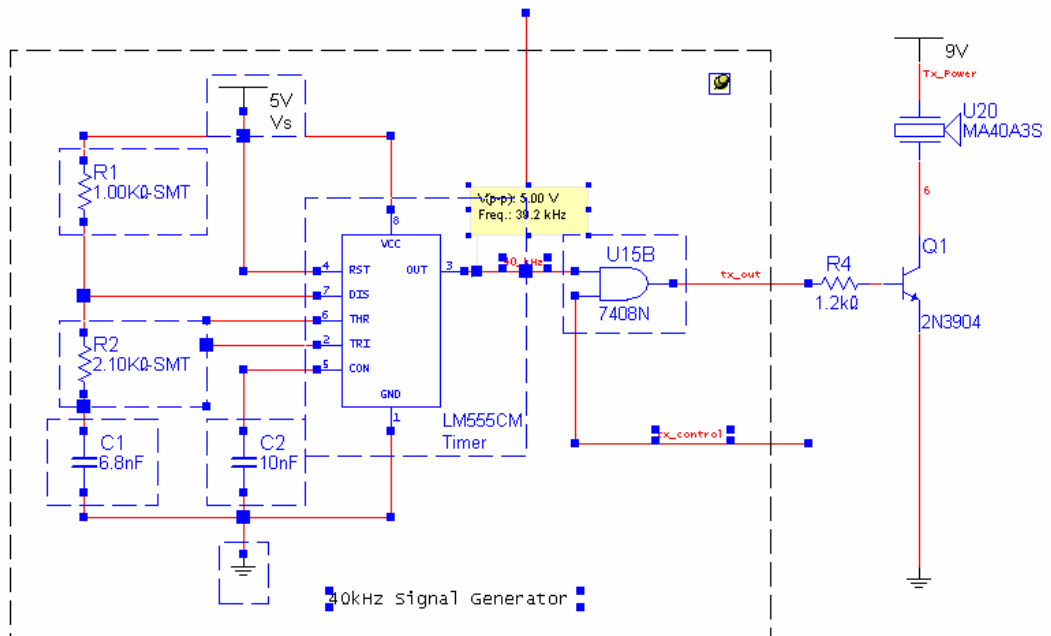 9V
Tx_Power
U20
MA40A3S
6
5V
Vs
R1
1.00KΩ-SMT
V(p-p): 5.00 V
Freq.: 39.2 kHz
8
VCC
4
RST
OUT
3
40_kHz
7
DIS
6
THR
2
TRI
5
CON
GND
1
LM555CM
Timer
U15B
7408N
tx_out
R4
1.2kΩ
Q1
2N3904
R2
2.10KΩ-SMT
tx_control
C1
6.8nF
C2
10nF
40kHz Signal Generator